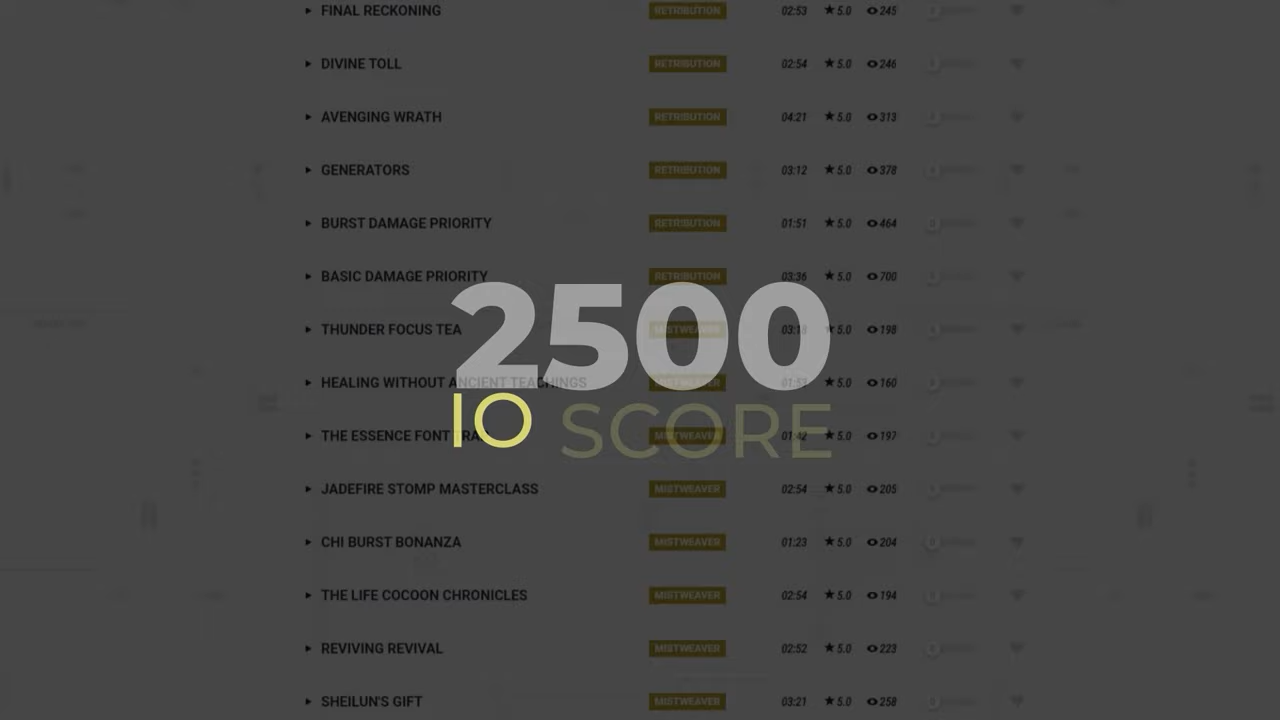 FINAL RECKONING RETRIBUTION 02:53 5.0 245
DIVINE TOLL RETRIBUTION 02:54 5.0 246
AVENGING WRATH RETRIBUTION 04:21 5.0 313
GENERATORS RETRIBUTION 03:12 5.0 378
BURST DAMAGE PRIORITY RETRIBUTION 01:51 5.0 464
BASIC DAMAGE PRIORITY RETRIBUTION 03:36 5.0 700
2500
THUNDER FOCUS TEA MISTWEAVER 5.0 198
HEALING WITHOUT ANCIENT TEACHINGS MISTWEAVER 5.0 160
IO SCORE
THE ESSENCE FONT MISTWEAVER 01:42 5.0 197
JADEFIRE STOMP MASTERCLASS MISTWEAVER 02:54 5.0 205
CHI BURST BONANZA MISTWEAVER 01:23 5.0 204
THE LIFE COCOON CHRONICLES MISTWEAVER 02:54 5.0 194
REVIVING REVIVAL MISTWEAVER 02:52 5.0 223
SHEILUN'S GIFT MISTWEAVER 03:21 5.0 258